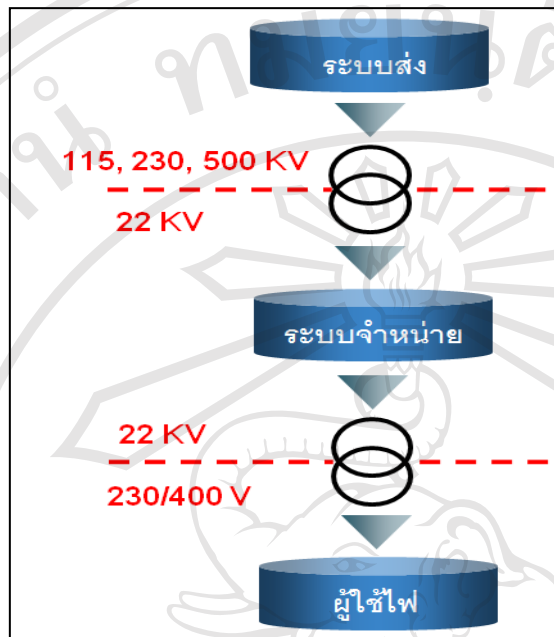 ระบบส่ง
115, 230, 500 KV
22 KV
ระบบจำหน่าย
22 KV
230/400 V
ผู้ใช้ไฟ